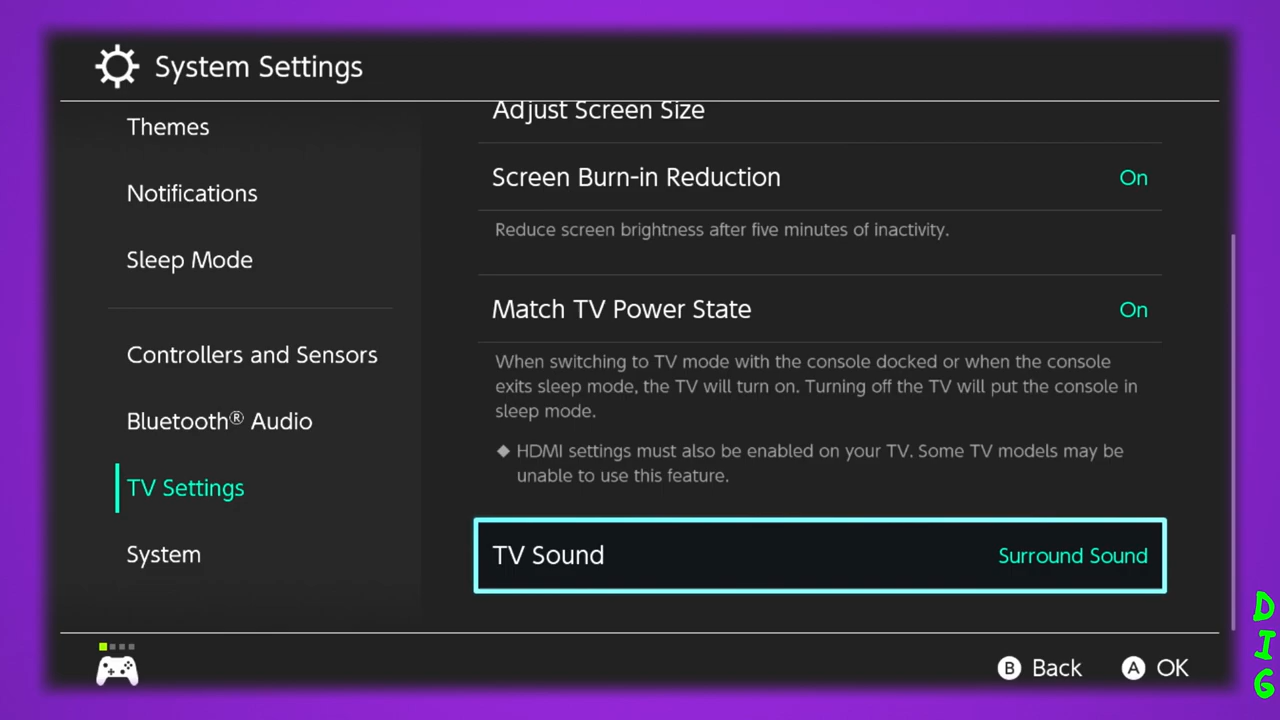 System Settings
Themes
Notifications
Sleep Mode
Controllers and Sensors
Bluetooth® Audio
TV Settings
System
Adjust Screen Size
Screen Burn-in Reduction On
Reduce screen brightness after five minutes of inactivity.
Match TV Power State On
When switching to TV mode with the console docked or when the console
exits sleep mode, the TV will turn on. Turning off the TV will put the console in
sleep mode.
◆ HDMI settings must also be enabled on your TV. Some TV models may be
unable to use this feature.
TV Sound Surround Sound
B Back A OK
DIG